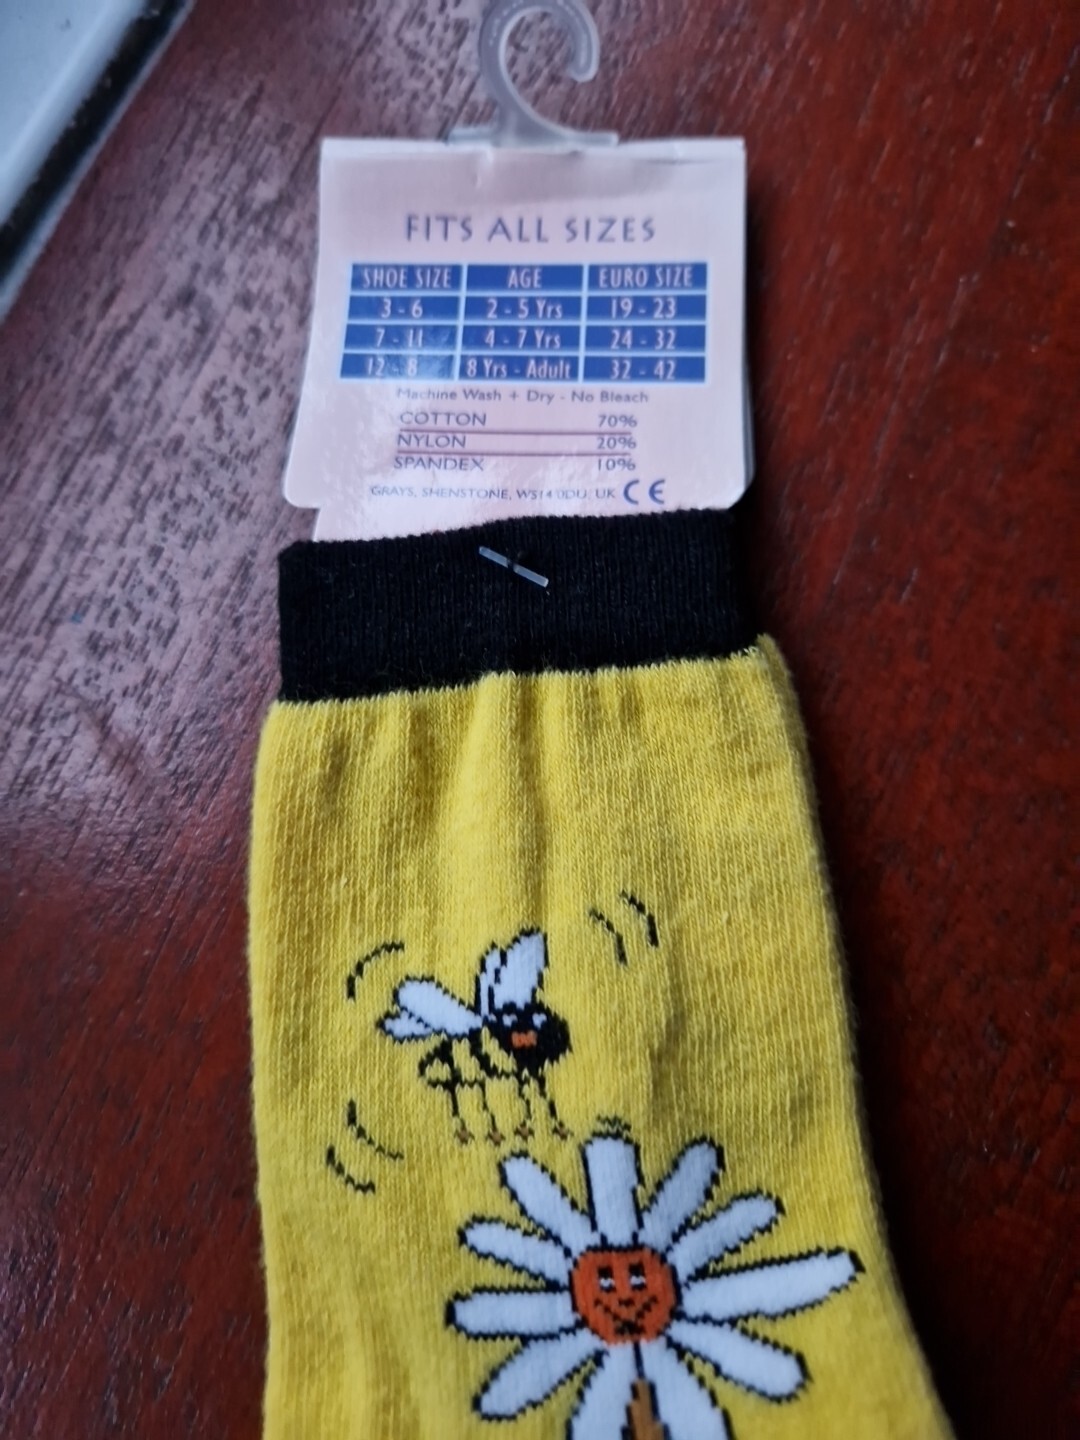 FITS ALL SIZES
SHOE SIZE AGE EURO SIZE
3 - 6 2 - 5 Yrs 19 - 23
7 - 11 4 - 7 Yrs 24 - 32
12 - 8 8 Yrs - Adult 32 - 42
Machine Wash + Dry - No Bleach
COTTON 70%
NYLON 20%
SPANDEX 10%
GRAYS, SHENSTONE, WS14 0DU, UK CE